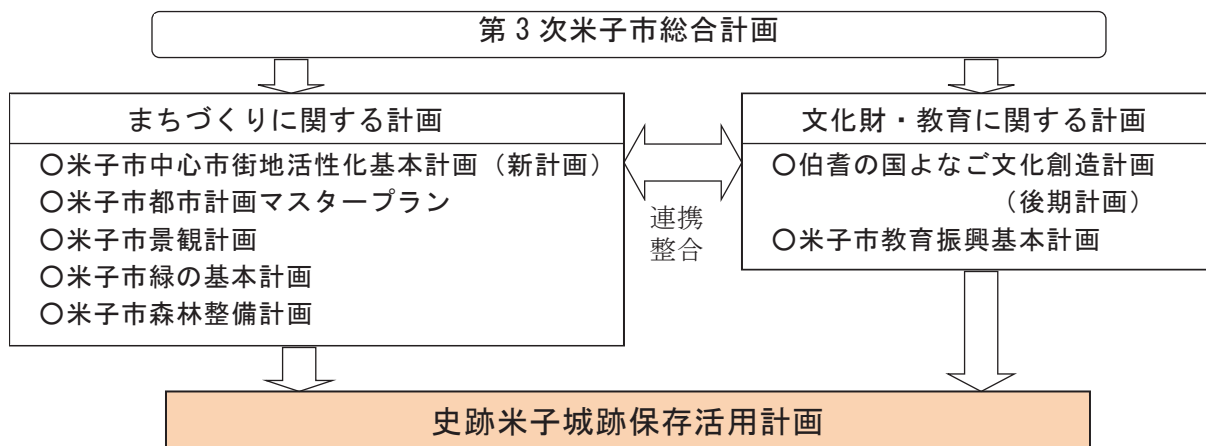 第3次米子市総合計画
まちづくりに関する計画
○米子市中心市街地活性化基本計画（新計画）
○米子市都市計画マスタープラン
○米子市景観計画
○米子市緑の基本計画
○米子市森林整備計画
連携
整合
文化財・教育に関する計画
○伯耆の国よなご文化創造計画
（後期計画）
○米子市教育振興基本計画
史跡米子城跡保存活用計画